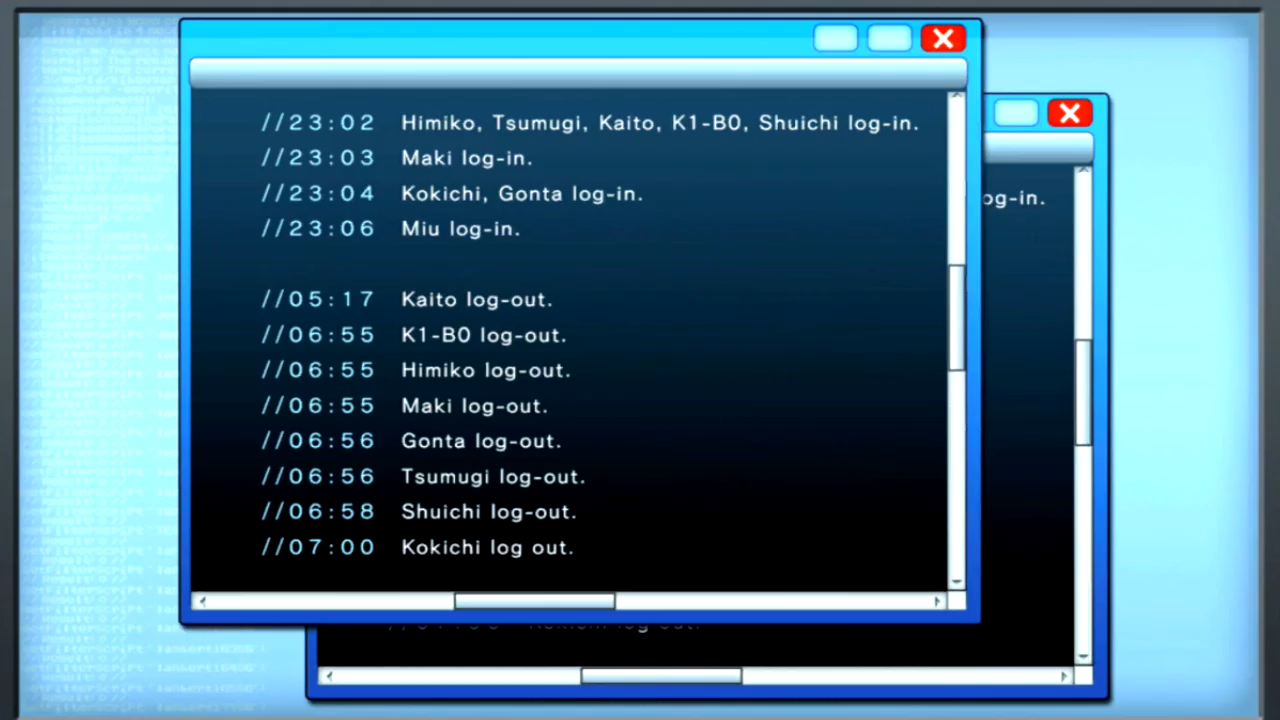 //23:02 Himiko, Tsumugi, Kaito, K1-B0, Shuichi log-in.
//23:03 Maki log-in.
//23:04 Kokichi, Gonta log-in.
//23:06 Miu log-in.
//05:17 Kaito log-out.
//06:55 K1-B0 log-out.
//06:55 Himiko log-out.
//06:55 Maki log-out.
//06:56 Gonta log-out.
//06:56 Tsumugi log-out.
//06:58 Shuichi log-out.
//07:00 Kokichi log out.
og-in.